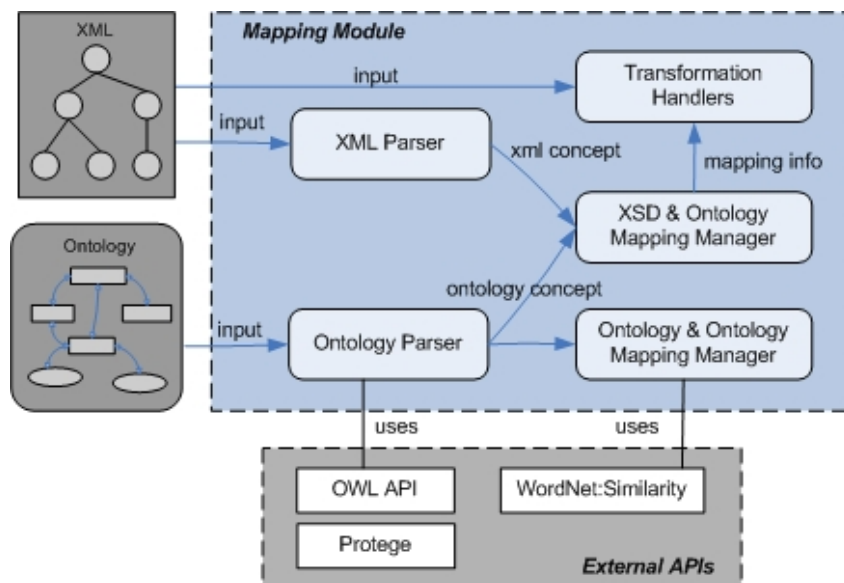 XML
Mapping Module
input
Transformation
Handlers
input
XML Parser
xml concept
mapping info
XSD & Ontology
Mapping Manager
Ontology
ontology concept
input
Ontology Parser
Ontology & Ontology
Mapping Manager
uses
uses
OWL API
WordNet:Similarity
Protege
External APIs